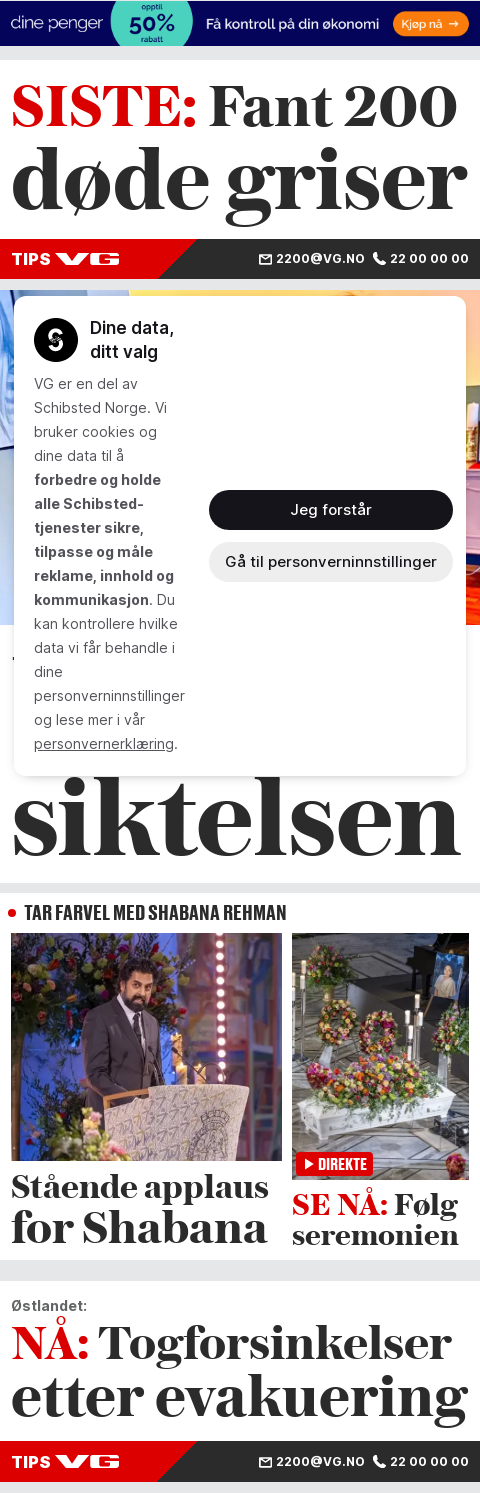 dine penger
opptil
50%
rabatt
Få kontroll på din økonomi
Kjøp nå →
SISTE: Fant 200
døde griser
TIPS VG
2200@VG.NO 22 00 00 00
Dine data,
ditt valg
VG er en del av
Schibsted Norge. Vi
bruker cookies og
dine data til å
forbedre og holde
alle Schibsted-
tjenester sikre,
tilpasse og måle
reklame, innhold og
kommunikasjon. Du
kan kontrollere hvilke
data vi får behandle i
dine
personverninnstillinger
og lese mer i vår
personvernerklæring.
Jeg forstår
Gå til personverninnstillinger
siktelsen
TAR FARVEL MED SHABANA REHMAN
Stående applaus
for Shabana
DIREKTE
SE NÅ: Følg
seremonien
Østlandet:
NÅ: Togforsinkelser
etter evakuering
TIPS VG
2200@VG.NO 22 00 00 00